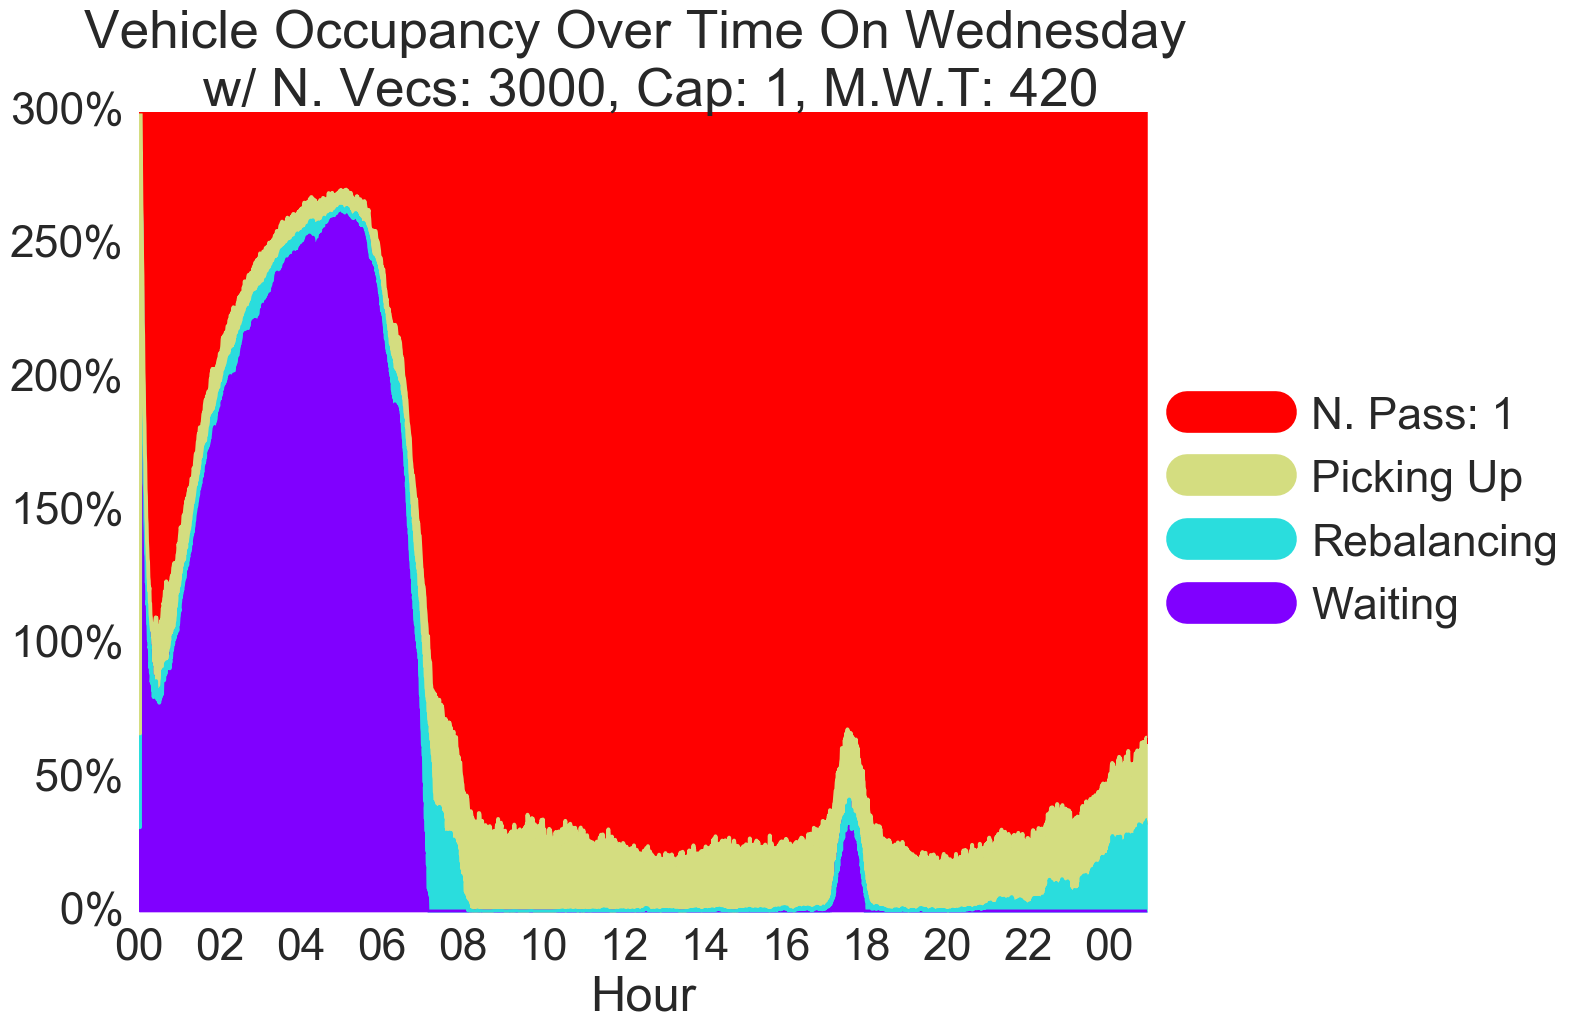 Vehicle Occupancy Over Time On Wednesday
w/ N. Vecs: 3000, Cap: 1, M.W.T: 420
300%
250%
200%
150%
100%
50%
0%
00 02 04 06 08 10 12 14 16 18 20 22 00
Hour
N. Pass: 1
Picking Up
Rebalancing
Waiting